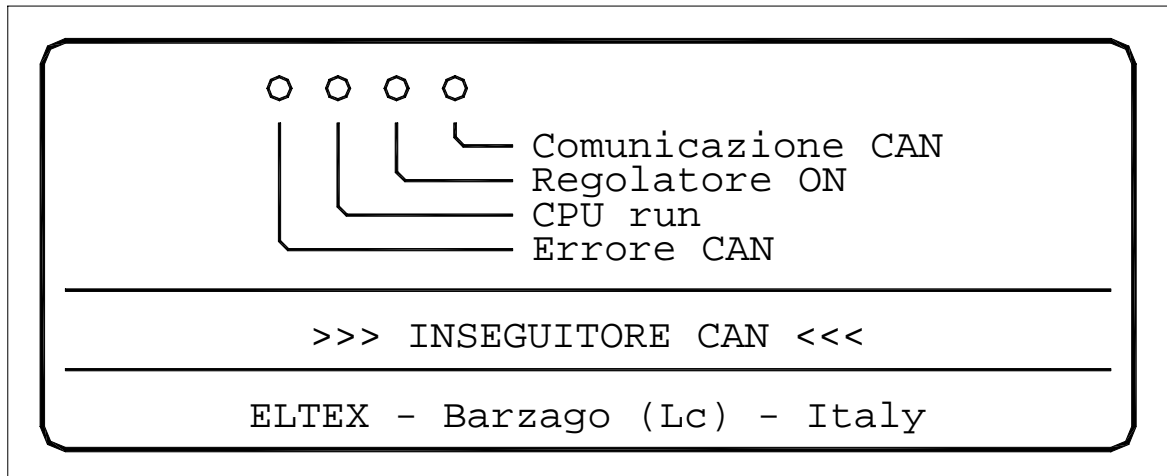 Comunicazione CAN
Regolatore ON
CPU run
Errore CAN
>>> INSEGUITORE CAN <<<
ELTEX - Barzago (Lc) - Italy